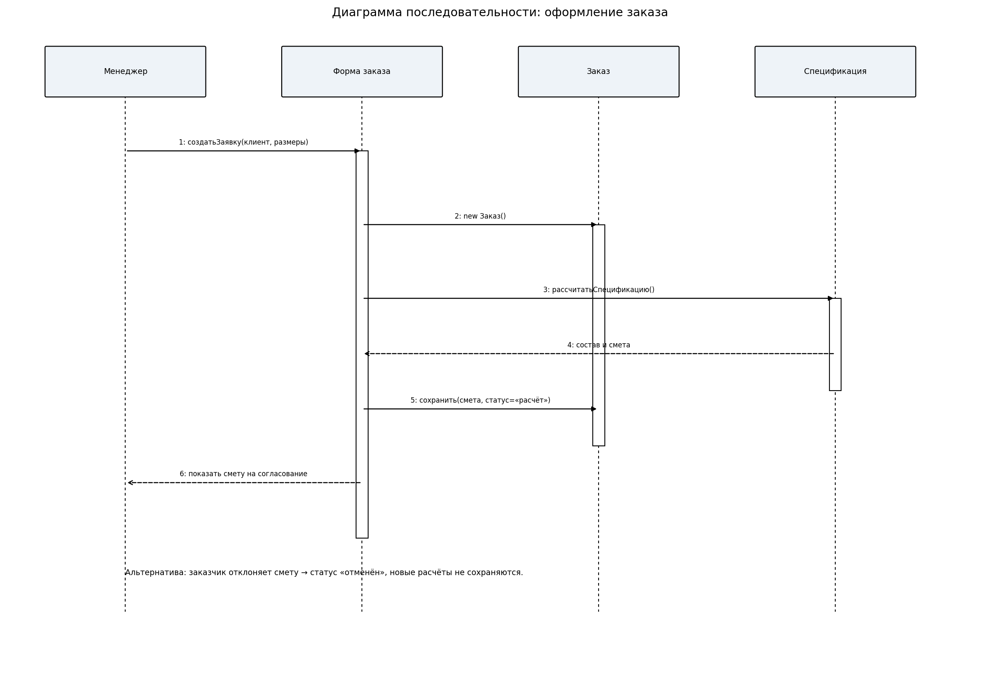 Диаграмма последовательности: оформление заказа
Менеджер
Форма заказа
Заказ
Спецификация
1: создатьЗаявку(клиент, размеры)
2: new Заказ()
3: рассчитатьСпецификацию()
4: состав и смета
5: сохранить(смета, статус=«расчёт»)
6: показать смету на согласование
Альтернатива: заказчик отклоняет смету → статус «отменён», новые расчёты не сохраняются.